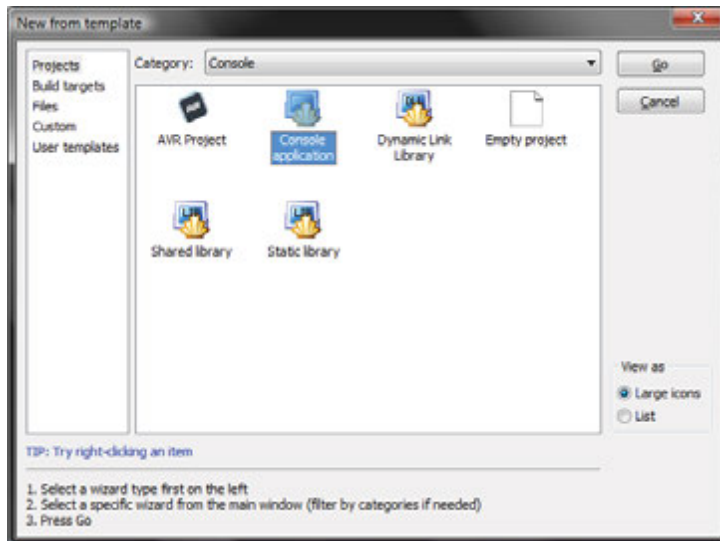 New from template
Projects
Build targets
Files
Custom
User templates
Category: Console
AVR Project
Console
application
Dynamic Link
Library
Empty project
Shared library
Static library
Go
Cancel
View as
Large icons
List
TIP: Try right-clicking an item
1. Select a wizard type first on the left
2. Select a specific wizard from the main window (filter by categories if needed)
3. Press Go